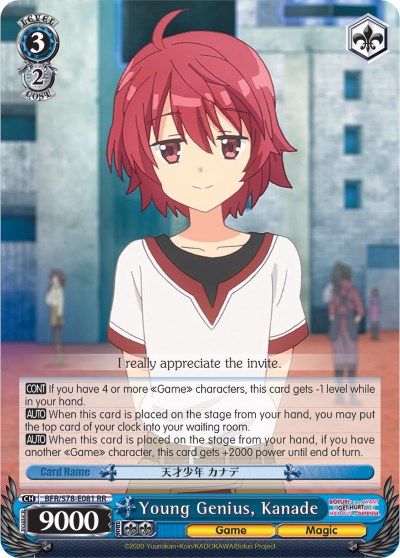 LEVEL
3
2
COST
I really appreciate the invite.
CONT If you have 4 or more «Game» characters, this card gets -1 level while
in your hand.
AUTO When this card is placed on the stage from your hand, you may put
the top card of your clock into your waiting room.
AUTO When this card is placed on the stage from your hand, if you have
another «Game» character, this card gets +2000 power until end of turn.
Card Name 天才少年 カナデ
CH BFR/S78-E081 RR
Young Genius, Kanade
POWER 9000 SOUL Game Magic
©2020 Yuumikan•Koin/KADOKAWA/Bofuri Project